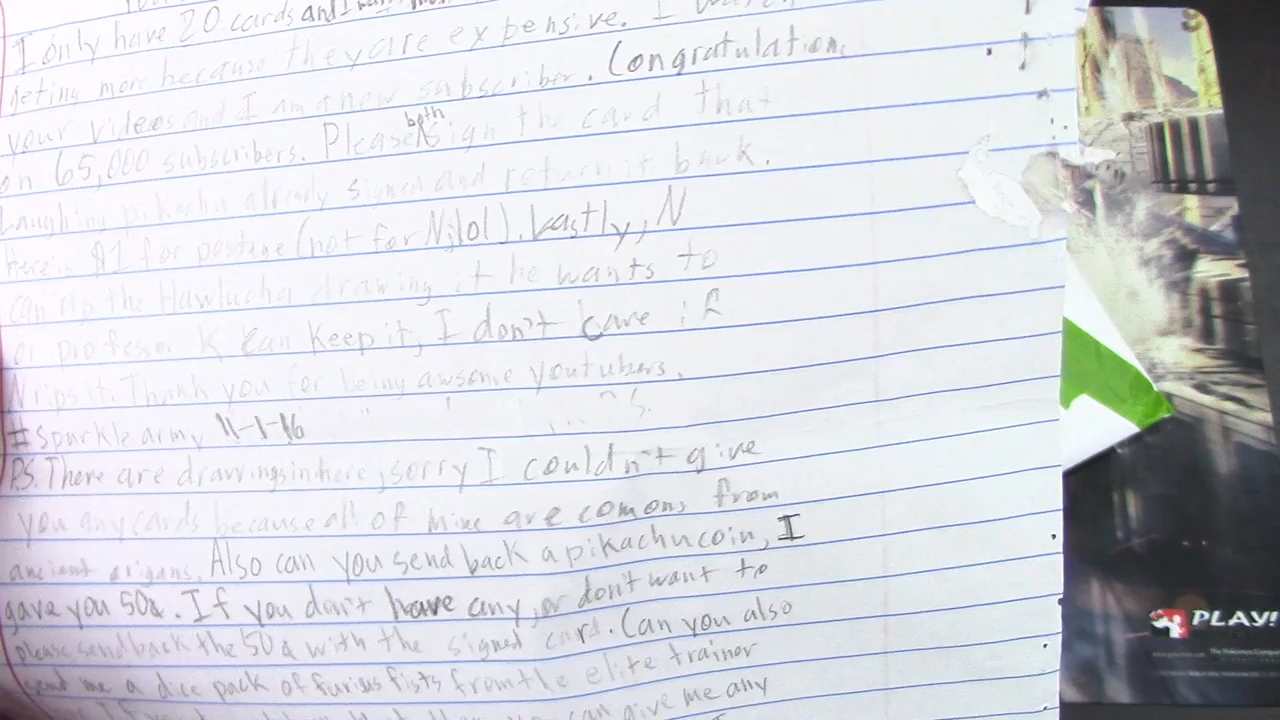 I only have 20 cards and I
geting more because they are expensive. I
your videos and I am a new subscriber. Congratulation
on 65,000 subscribers. Please both sign the card that
Laughing pikachu already signed and return it back.
here is $1 for postage (not for N, lol). Lastly, N
can rip the Hawlucha drawing if he wants to
or professor K can keep it, I don't care if
N rips it. Thank you for being awsome youtubers.
#Sparkle army 11-1-16
P.S. There are drawings in here, sorry I couldn't give
you any cards because all of mine are comons from
ancient origans. Also can you send back a pikachu coin, I
gave you 50¢. If you don't have any, or don't want to
please send back the 50¢ with the signed card. Can you also
send me a dice pack of furious fists from the elite trainor
can give me any
PLAY!